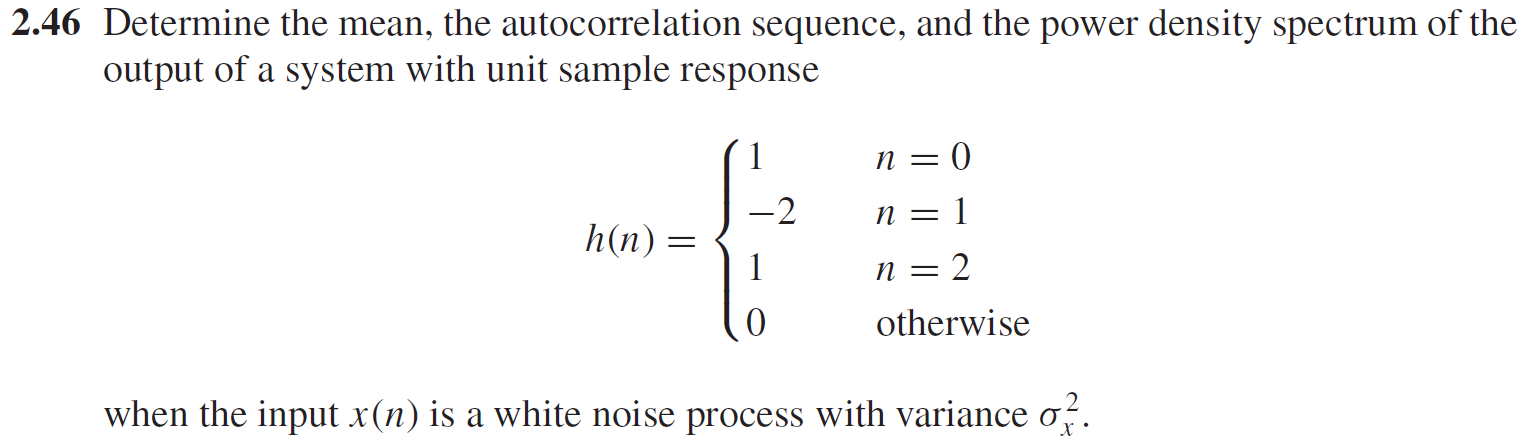 2.46 Determine the mean, the autocorrelation sequence, and the power density spectrum of the
output of a system with unit sample response
1 n = 0
−2 n = 1
h(n) =
1 n = 2
0 otherwise
when the input x(n) is a white noise process with variance σ_x^2.